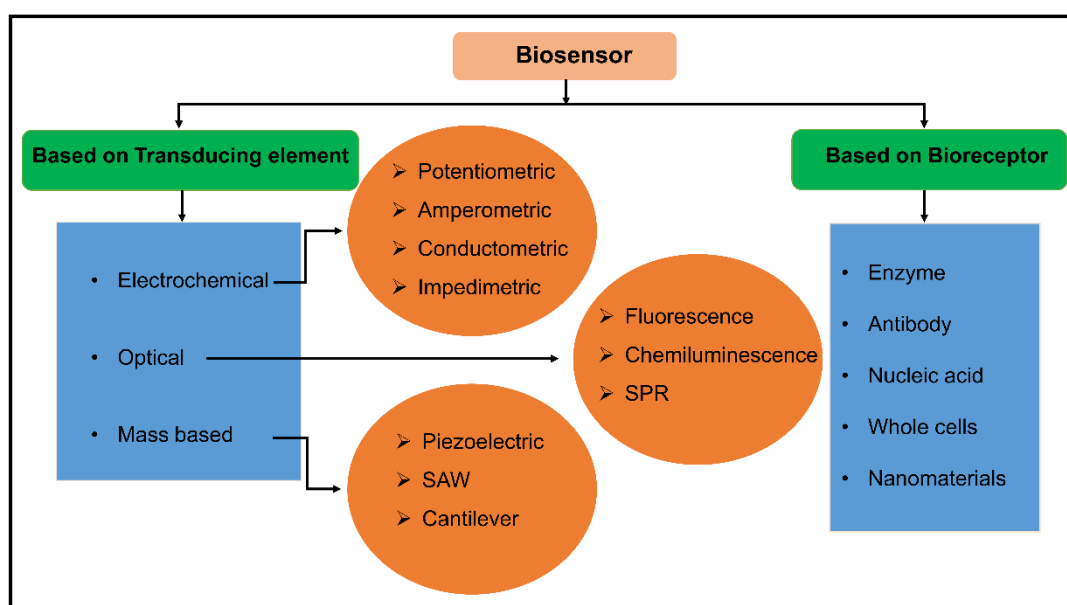 Biosensor
Based on Transducing element
Based on Bioreceptor
• Electrochemical
• Optical
• Mass based
➢ Potentiometric
➢ Amperometric
➢ Conductometric
➢ Impedimetric
➢ Fluorescence
➢ Chemiluminescence
➢ SPR
➢ Piezoelectric
➢ SAW
➢ Cantilever
• Enzyme
• Antibody
• Nucleic acid
• Whole cells
• Nanomaterials